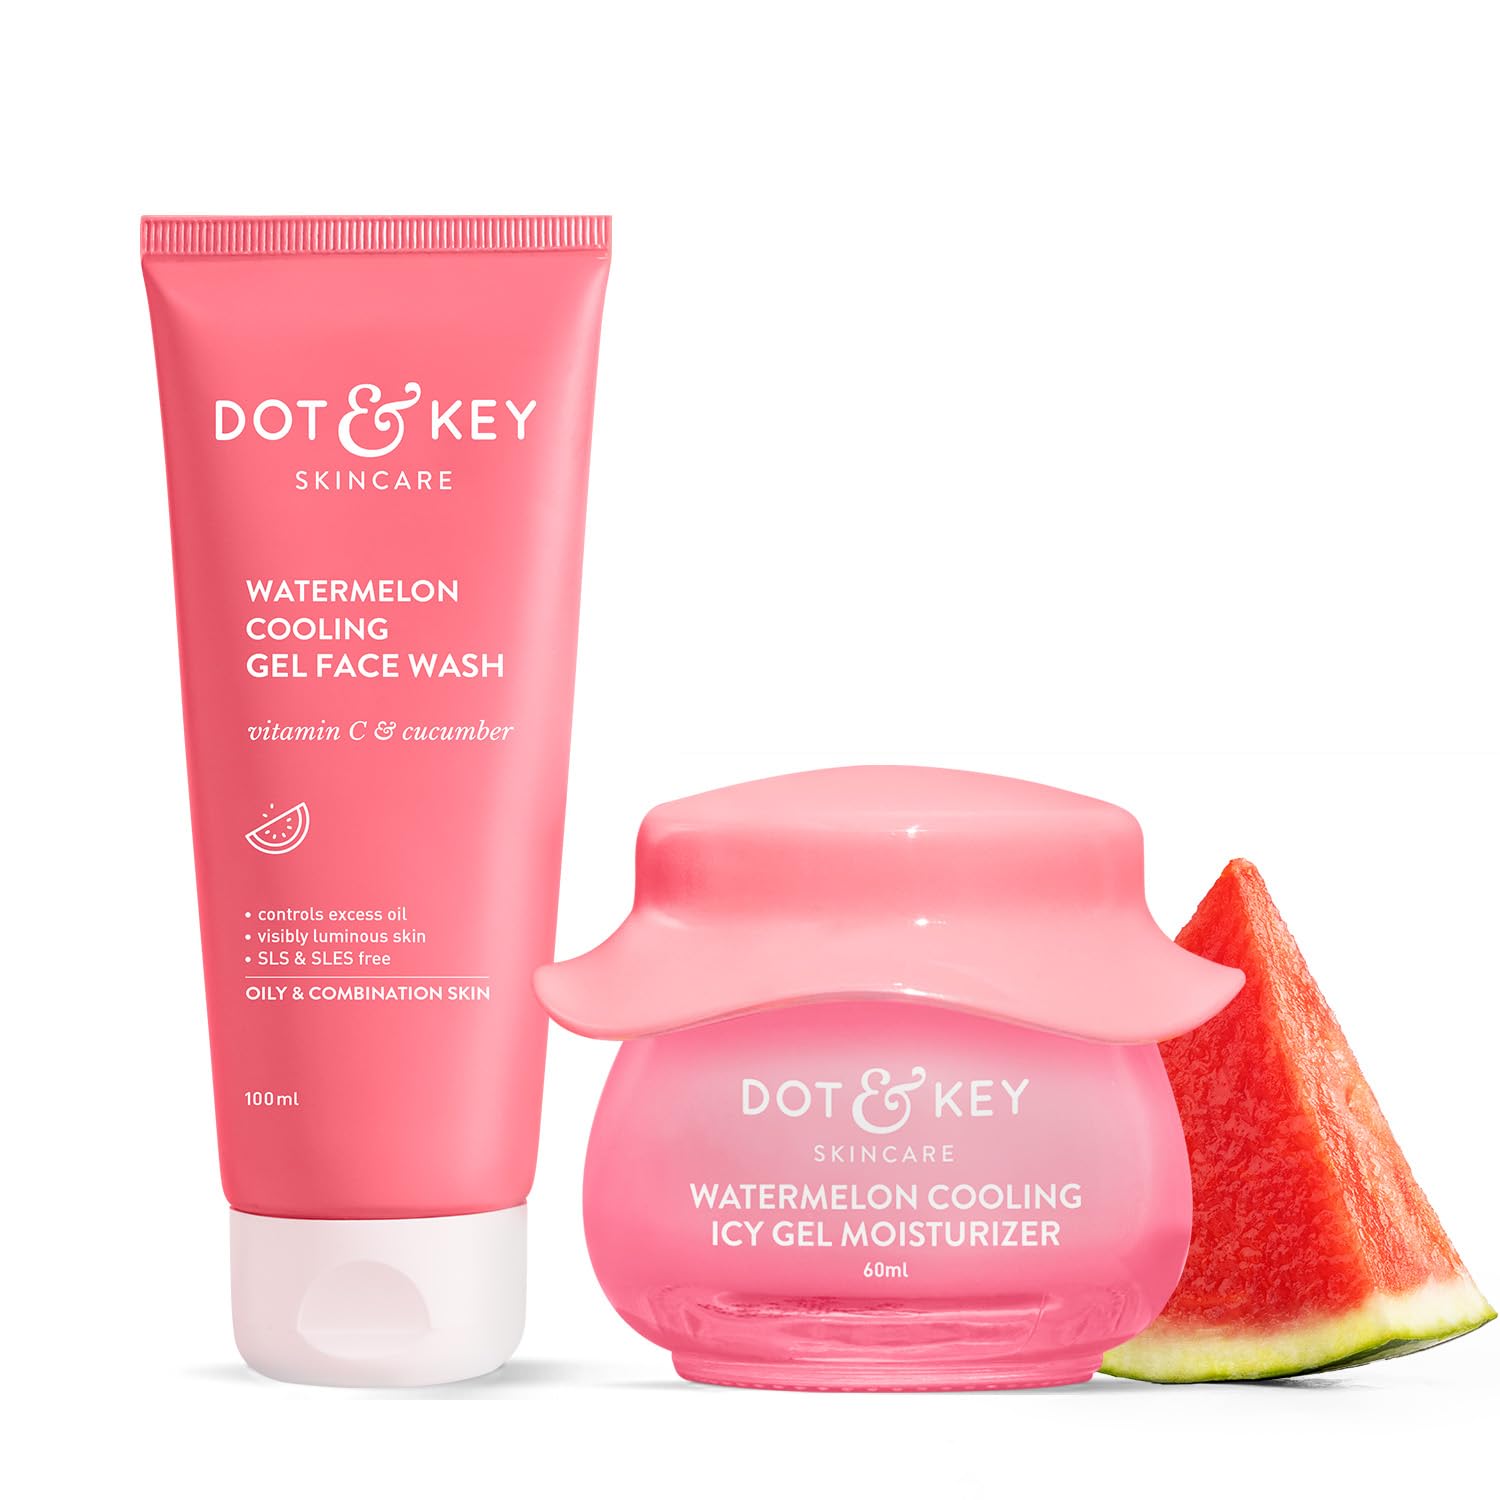 DOT & KEY
SKINCARE
WATERMELON
COOLING
GEL FACE WASH
vitamin C & cucumber
• controls excess oil
• visibly luminous skin
• SLS & SLES free
OILY & COMBINATION SKIN
100ml
DOT & KEY
SKINCARE
WATERMELON COOLING
ICY GEL MOISTURIZER
60ml